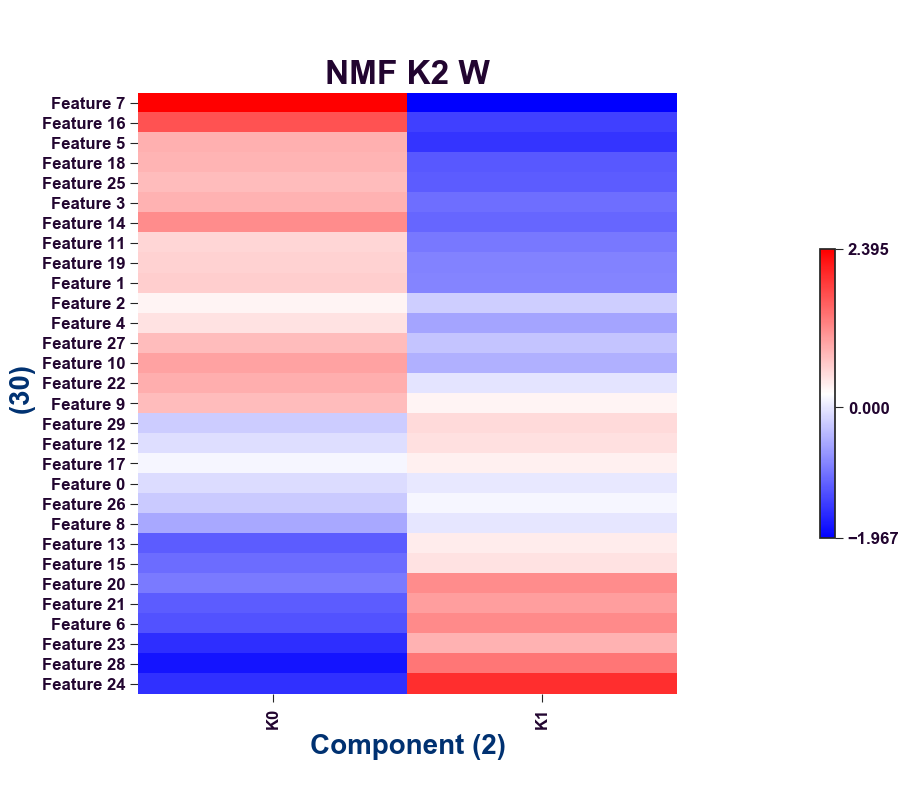 NMF K2 W
Feature 7
Feature 16
Feature 5
Feature 18
Feature 25
Feature 3
Feature 14
Feature 11
Feature 19
Feature 1
Feature 2
Feature 4
Feature 27
Feature 10
Feature 22
Feature 9
Feature 29
Feature 12
Feature 17
Feature 0
Feature 26
Feature 8
Feature 13
Feature 15
Feature 20
Feature 21
Feature 6
Feature 23
Feature 28
Feature 24
(30)
K0
K1
Component (2)
2.395
0.000
−1.967